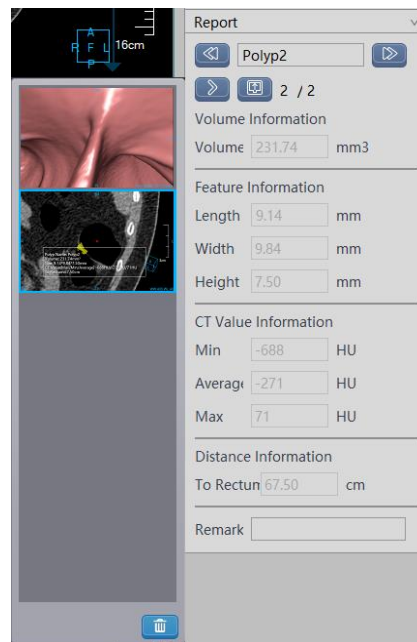 A
R F L
P
16cm
Report
Polyp2
2 / 2
Volume Information
Volume 231.74 mm3
Feature Information
Length 9.14 mm
Width 9.84 mm
Height 7.50 mm
CT Value Information
Min -688 HU
Average -271 HU
Max 71 HU
Distance Information
To Rectun 67.50 cm
Remark